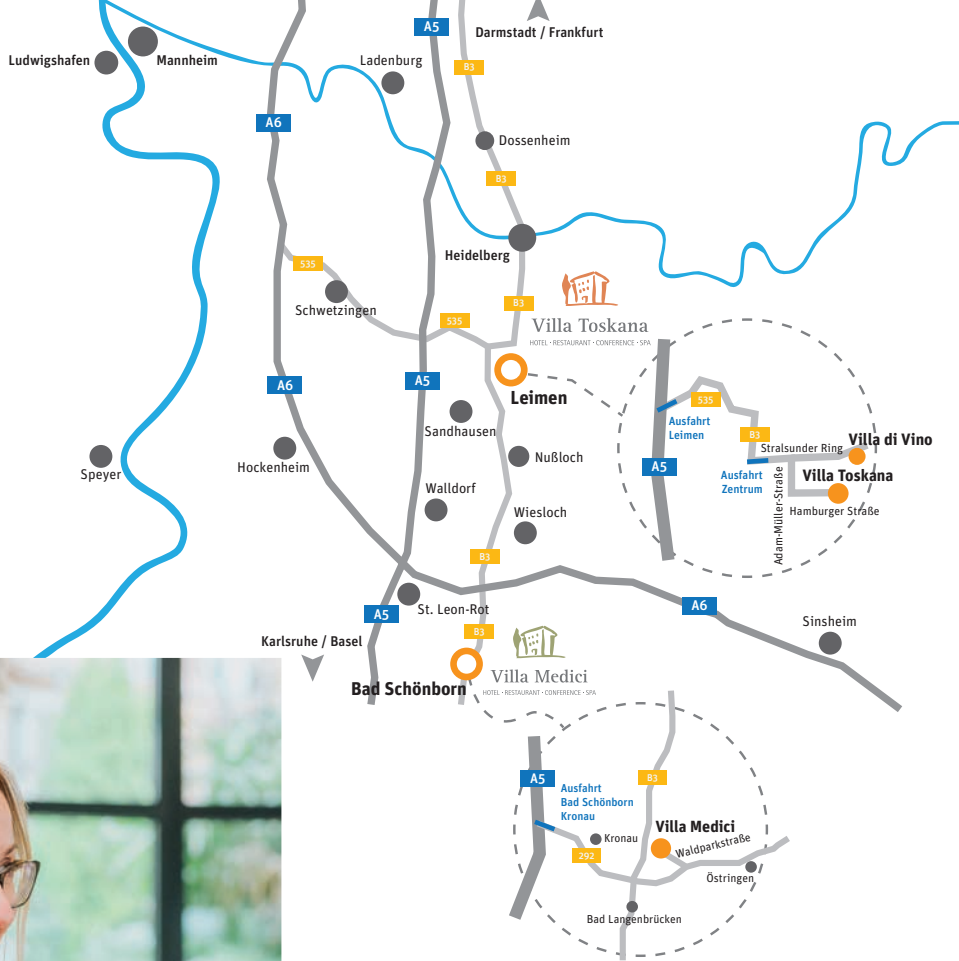 A5
Darmstadt / Frankfurt
Ludwigshafen
Mannheim
Ladenburg
B3
A6
Dossenheim
B3
Heidelberg
535
Schwetzingen
B3
535
Villa Toskana
HOTEL · RESTAURANT · CONFERENCE · SPA
A6
A5
Leimen
Sandhausen
Nußloch
Hockenheim
Speyer
Walldorf
Wiesloch
B3
535
Ausfahrt
Leimen
B3
Stralsunder Ring
Villa di Vino
A5
Ausfahrt
Zentrum
Villa Toskana
Adam-Müller-Straße
Hamburger Straße
St. Leon-Rot
A5
A6
Sinsheim
Karlsruhe / Basel
B3
Bad Schönborn
Villa Medici
HOTEL · RESTAURANT · CONFERENCE · SPA
A5
Ausfahrt
Bad Schönborn
Kronau
B3
Kronau
Villa Medici
Waldparkstraße
292
Östringen
Bad Langenbrücken